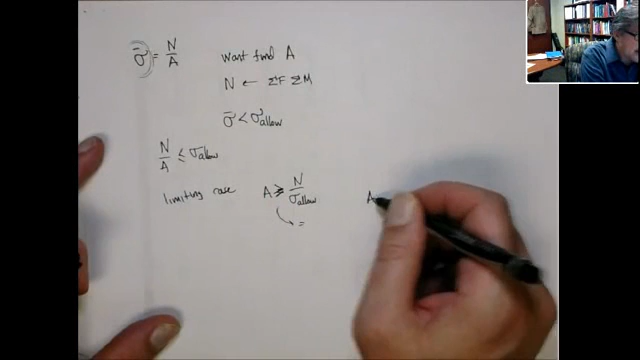 σ̄ = N/A Want find A
N ← ΣF ΣM
σ̄ < σallow
N/A ≤ σallow
limiting case A ≥ N/σallow A
=